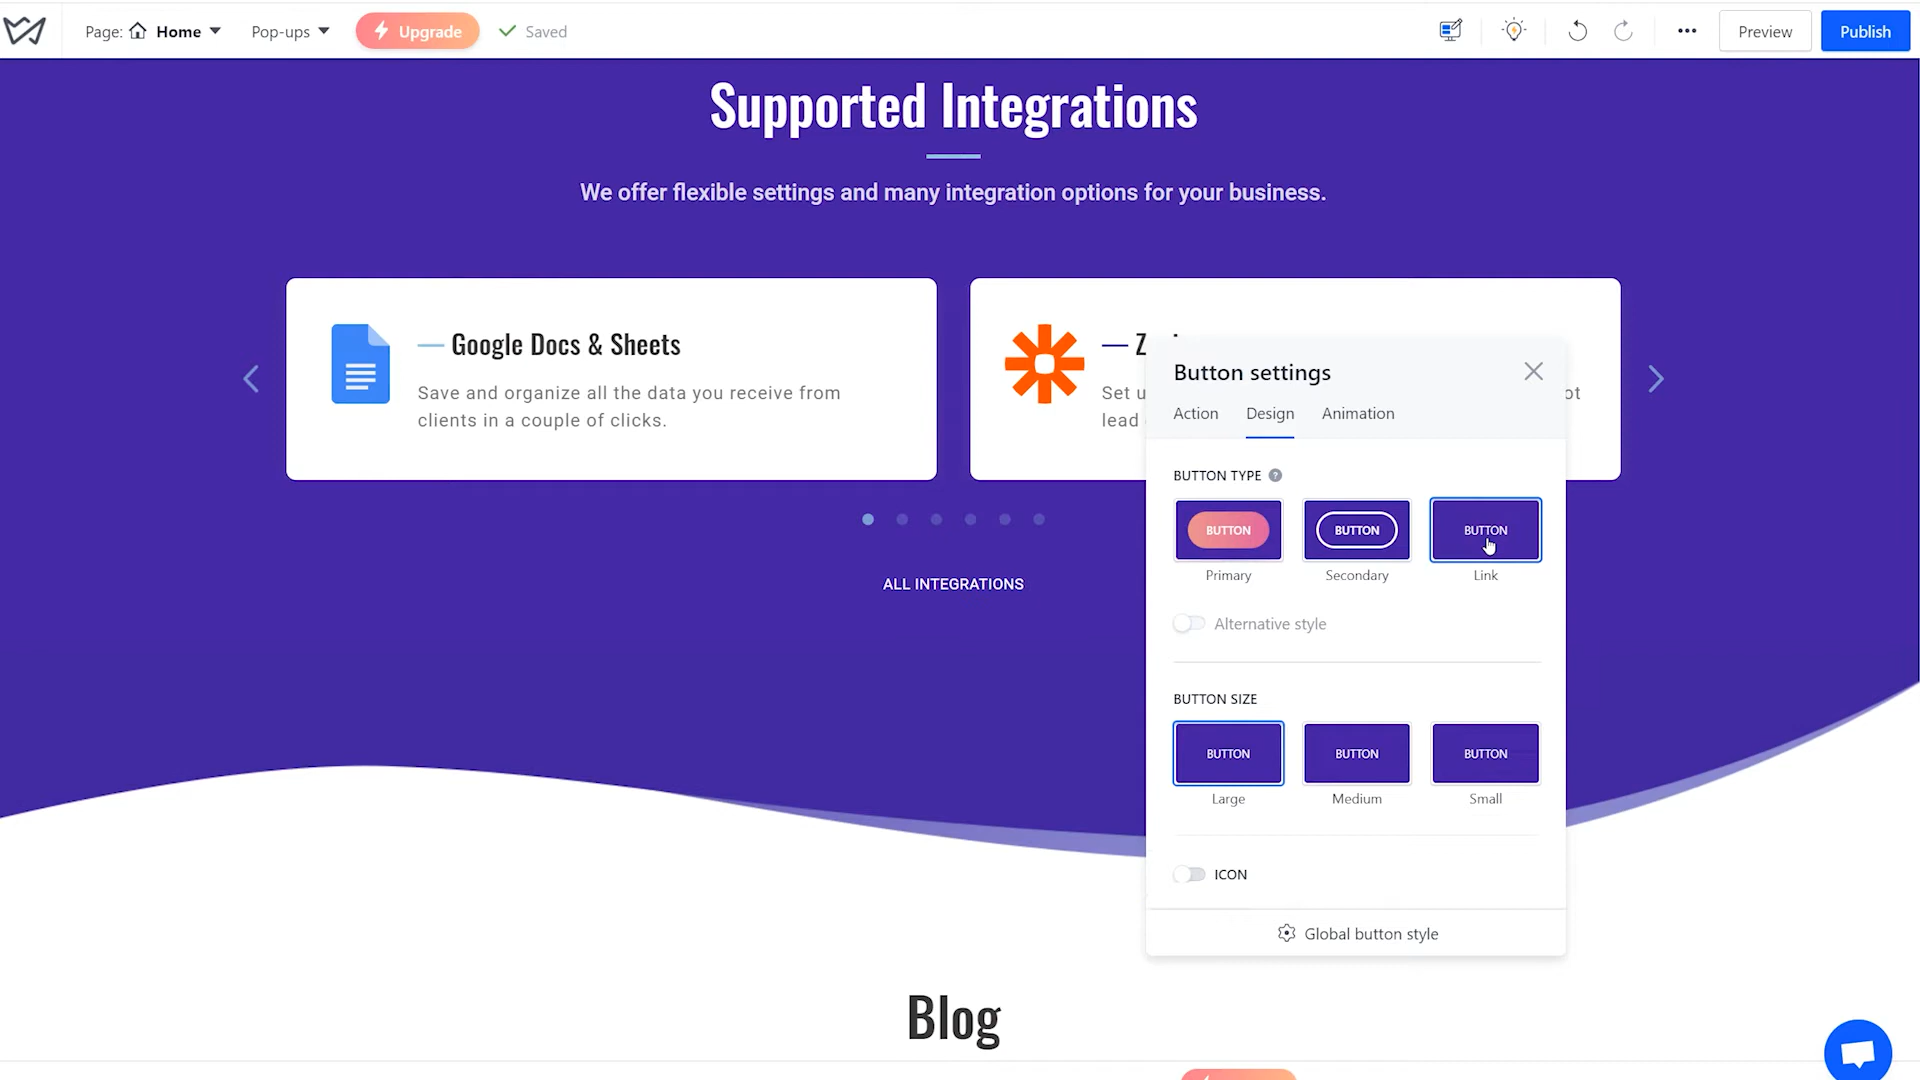 Page: Home Pop-ups Upgrade Saved Preview Publish
Supported Integrations
We offer flexible settings and many integration options for your business.
Google Docs & Sheets
Save and organize all the data you receive from
clients in a couple of clicks.
Set
lead
ALL INTEGRATIONS
Button settings
Action Design Animation
BUTTON TYPE ?
BUTTON BUTTON BUTTON
Primary Secondary Link
Alternative style
BUTTON SIZE
BUTTON BUTTON BUTTON
Large Medium Small
ICON
Global button style
Blog